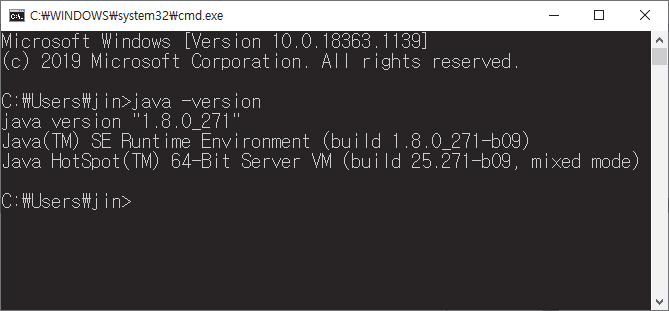 C:₩WINDOWS₩system32₩cmd.exe
Microsoft Windows [Version 10.0.18363.1139]
(c) 2019 Microsoft Corporation. All rights reserved.
C:₩Users₩jin>java -version
java version "1.8.0_271"
Java(TM) SE Runtime Environment (build 1.8.0_271-b09)
Java HotSpot(TM) 64-Bit Server VM (build 25.271-b09, mixed mode)
C:₩Users₩jin>